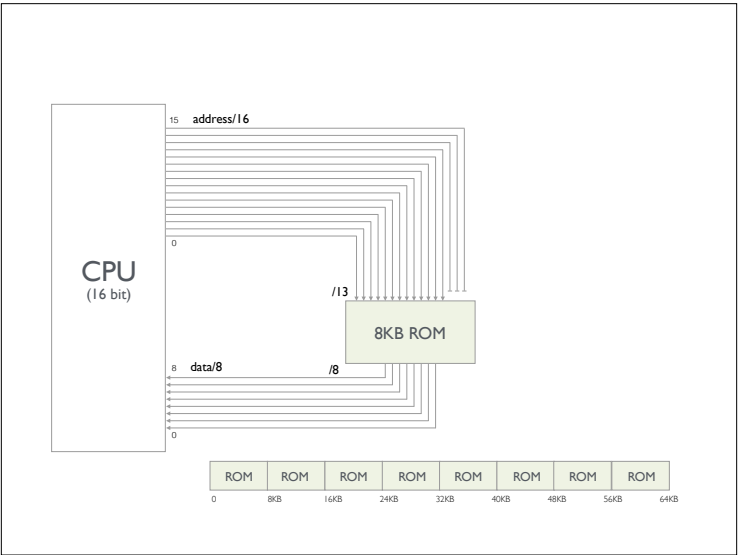 15 address/16
0
CPU
(16 bit)
/13
8KB ROM
8 data/8 /8
0
ROM ROM ROM ROM ROM ROM ROM ROM
0 8KB 16KB 24KB 32KB 40KB 48KB 56KB 64KB